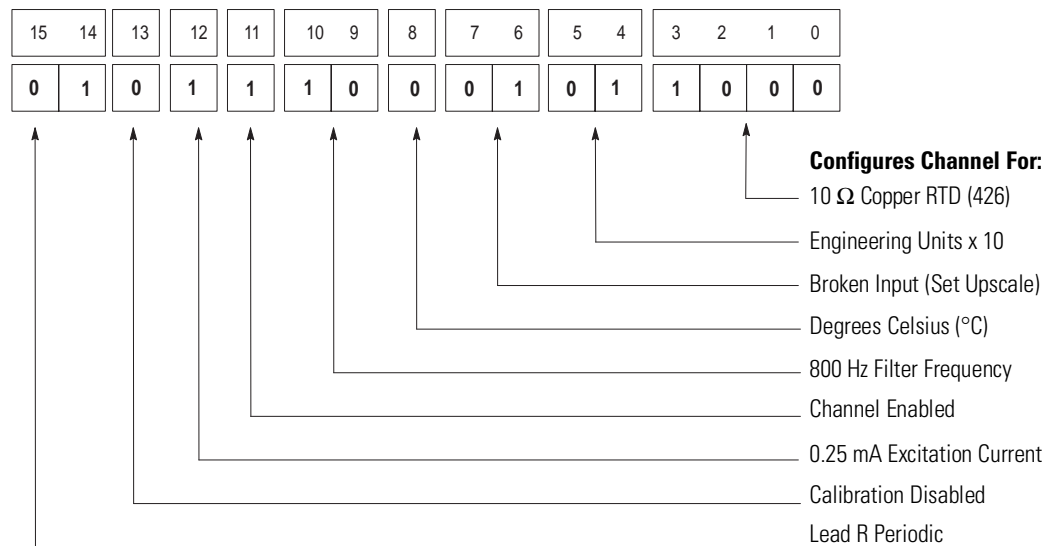 15 14 13 12 11 10 9 8 7 6 5 4 3 2 1 0
0 1 0 1 1 1 0 0 0 1 0 1 1 0 0 0
Configures Channel For:
10 Ω Copper RTD (426)
Engineering Units x 10
Broken Input (Set Upscale)
Degrees Celsius (°C)
800 Hz Filter Frequency
Channel Enabled
0.25 mA Excitation Current
Calibration Disabled
Lead R Periodic